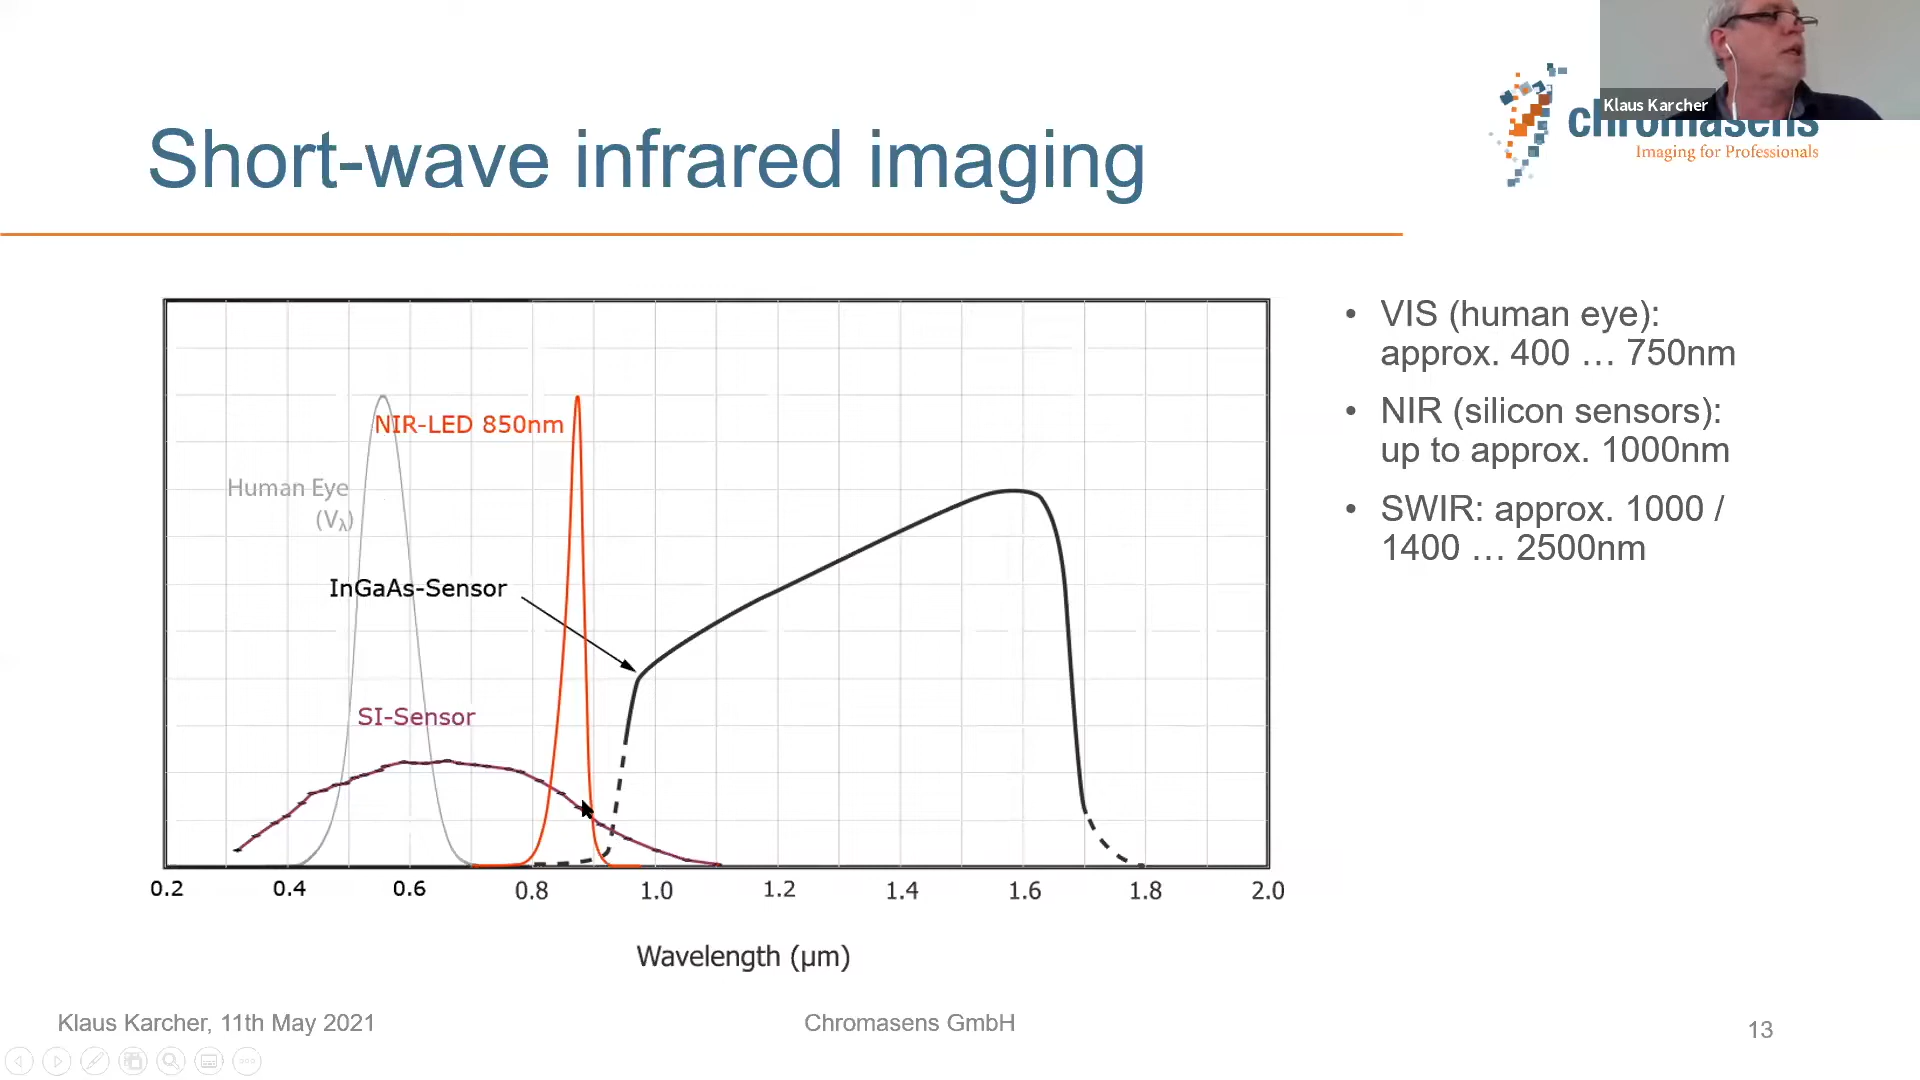 Klaus Karcher
chromasens
Imaging for Professionals
Short-wave infrared imaging
NIR-LED 850nm
Human Eye
(Vλ)
InGaAs-Sensor
SI-Sensor
0.2 0.4 0.6 0.8 1.0 1.2 1.4 1.6 1.8 2.0
Wavelength (μm)
• VIS (human eye):
approx. 400 … 750nm
• NIR (silicon sensors):
up to approx. 1000nm
• SWIR: approx. 1000 /
1400 … 2500nm
Klaus Karcher, 11th May 2021
Chromasens GmbH
13